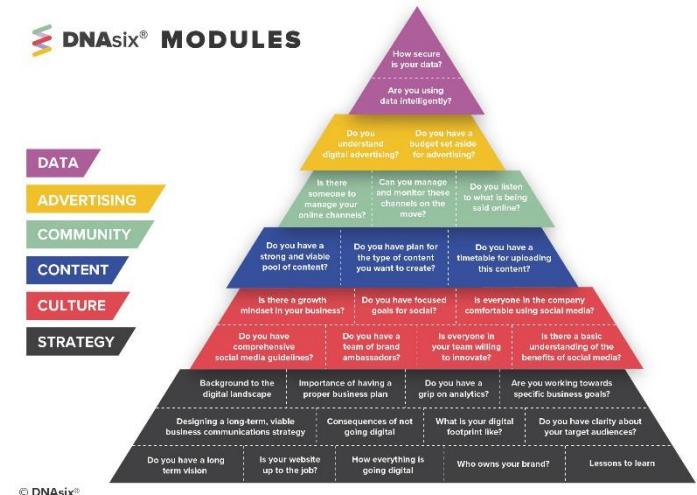 DNAsix® MODULES
How secure
is your data?
Are you using
data intelligently?
Do you
understand
digital advertising?
Do you have a
budget set aside
for advertising?
Is there
someone to
manage your
online channels?
Can you manage
and monitor these
channels on the
move?
Do you listen
to what is being
said online?
Do you have a
strong and viable
pool of content?
Do you have plan for
the type of content
you want to create?
Do you have a
timetable for uploading
this content?
Is there a growth
mindset in your business?
Do you have focused
goals for social?
Is everyone in the company
comfortable using social media?
Do you have
comprehensive
social media guidelines?
Do you have a
team of brand
ambassadors?
Is everyone in
your team willing
to innovate?
Is there a basic
understanding of the
benefits of social media?
Background to the
digital landscape
Importance of having a
proper business plan
Do you have a
grip on analytics?
Are you working towards
specific business goals?
Designing a long-term, viable
business communications strategy
Consequences of not
going digital
What is your digital
footprint like?
Do you have clarity about
your target audiences?
Do you have a long
term vision
Is your website
up to the job?
How everything is
going digital
Who owns your brand?
Lessons to learn
DATA
ADVERTISING
COMMUNITY
CONTENT
CULTURE
STRATEGY
© DNAsix®